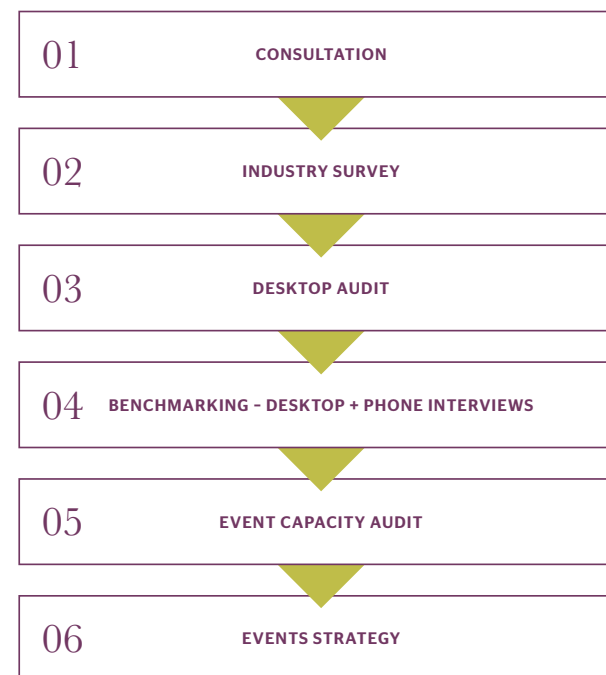 01 CONSULTATION
02 INDUSTRY SURVEY
03 DESKTOP AUDIT
04 BENCHMARKING – DESKTOP + PHONE INTERVIEWS
05 EVENT CAPACITY AUDIT
06 EVENTS STRATEGY